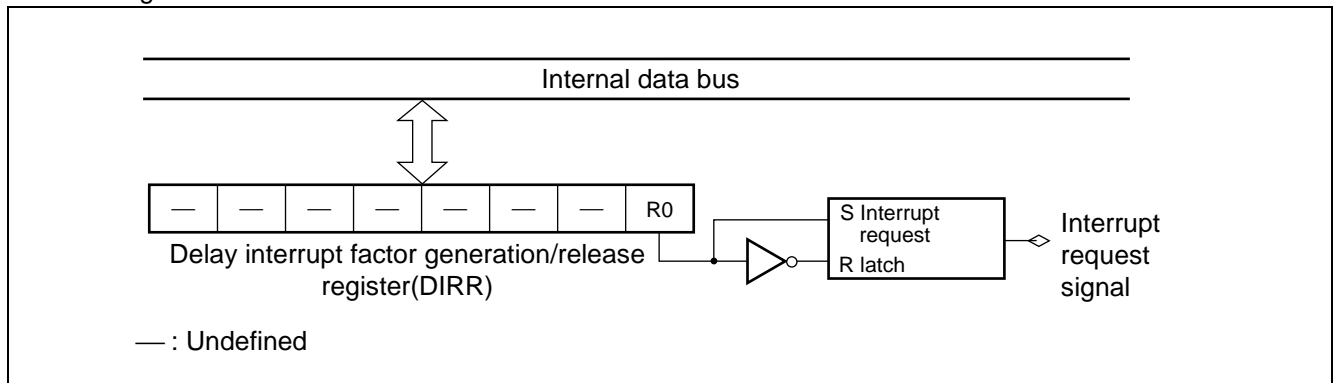 Internal data bus
— — — — — — — R0
Delay interrupt factor generation/release
register(DIRR)
S Interrupt
request
R latch
Interrupt
request
signal
— : Undefined